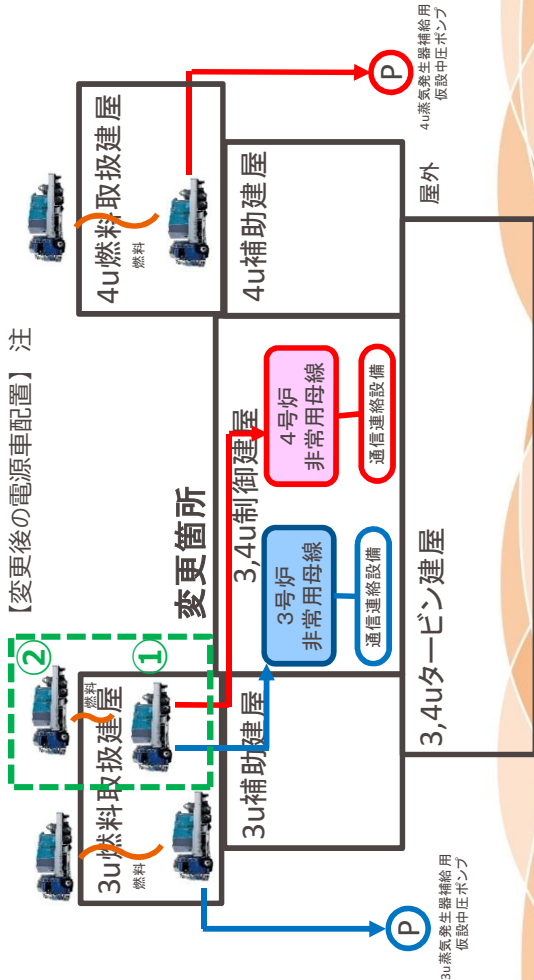 【変更後の電源車配置】 注
②
①
燃料
燃料
燃料
3u燃料取扱建屋
4u燃料取扱建屋
変更箇所
3u補助建屋
3,4u制御建屋
4u補助建屋
3号炉
非常用母線
4号炉
非常用母線
通信連絡設備
通信連絡設備
3,4uタービン建屋
屋外
P
3u蒸気発生器補給用
仮設中圧ポンプ
P
4u蒸気発生器補給用
仮設中圧ポンプ